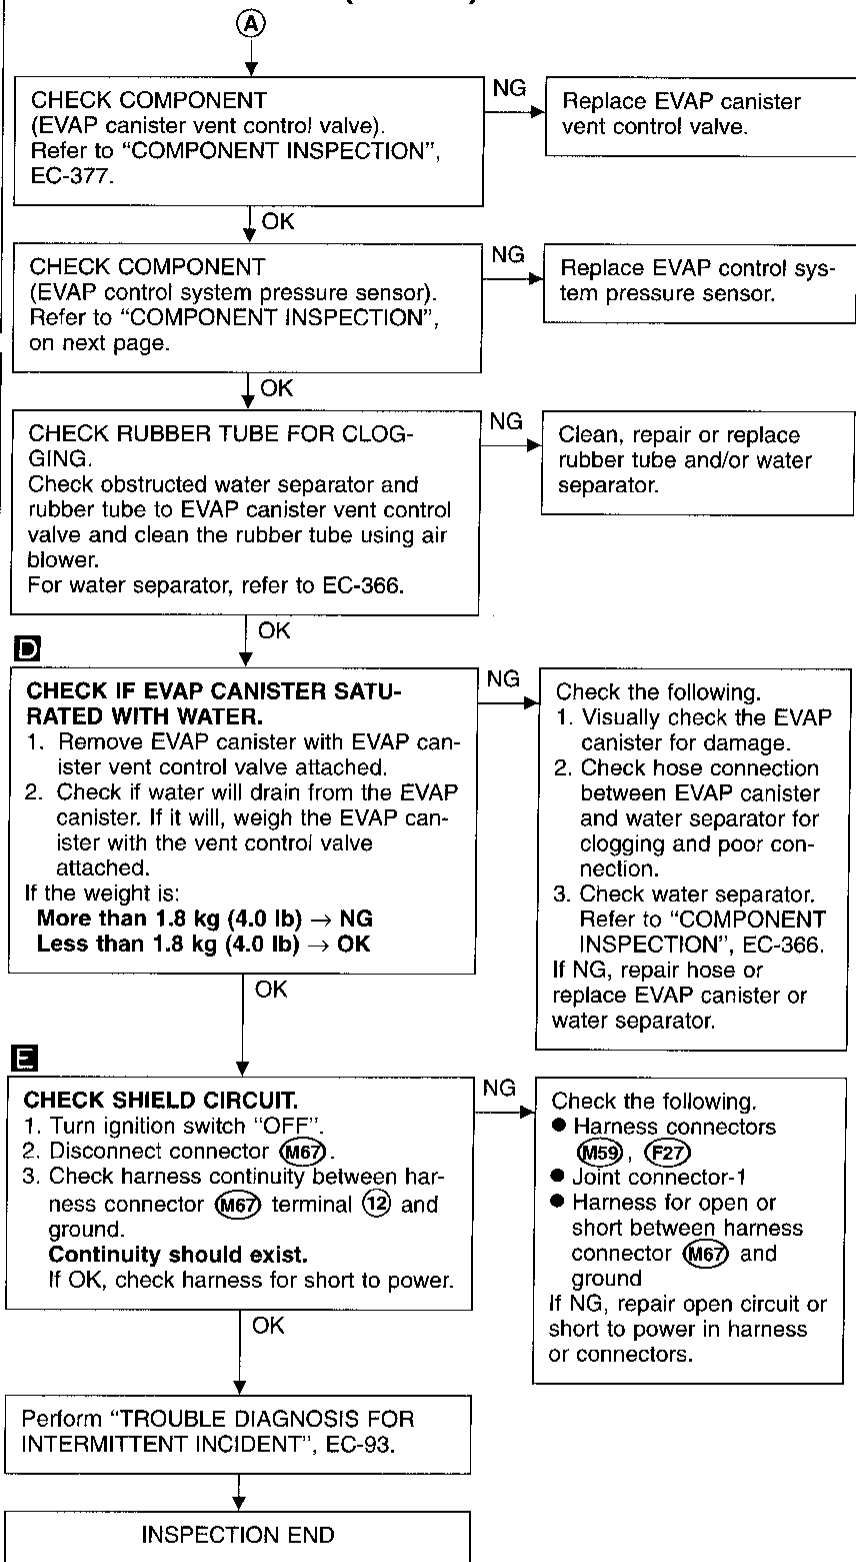 A
CHECK COMPONENT
(EVAP canister vent control valve).
Refer to "COMPONENT INSPECTION",
EC-377.
NG
Replace EVAP canister
vent control valve.
OK
CHECK COMPONENT
(EVAP control system pressure sensor).
Refer to "COMPONENT INSPECTION",
on next page.
NG
Replace EVAP control sys-
tem pressure sensor.
OK
CHECK RUBBER TUBE FOR CLOG-
GING.
Check obstructed water separator and
rubber tube to EVAP canister vent control
valve and clean the rubber tube using air
blower.
For water separator, refer to EC-366.
NG
Clean, repair or replace
rubber tube and/or water
separator.
OK
D
CHECK IF EVAP CANISTER SATU-
RATED WITH WATER.
1. Remove EVAP canister with EVAP can-
ister vent control valve attached.
2. Check if water will drain from the EVAP
canister. If it will, weigh the EVAP can-
ister with the vent control valve
attached.
If the weight is:
More than 1.8 kg (4.0 lb) → NG
Less than 1.8 kg (4.0 lb) → OK
NG
Check the following.
1. Visually check the EVAP
canister for damage.
2. Check hose connection
between EVAP canister
and water separator for
clogging and poor con-
nection.
3. Check water separator.
Refer to "COMPONENT
INSPECTION", EC-366.
If NG, repair hose or
replace EVAP canister or
water separator.
OK
E
CHECK SHIELD CIRCUIT.
1. Turn ignition switch "OFF".
2. Disconnect connector M67.
3. Check harness continuity between har-
ness connector M67 terminal 12 and
ground.
Continuity should exist.
If OK, check harness for short to power.
NG
Check the following.
● Harness connectors
M59, F27
● Joint connector-1
● Harness for open or
short between harness
connector M67 and
ground
If NG, repair open circuit or
short to power in harness
or connectors.
OK
Perform "TROUBLE DIAGNOSIS FOR
INTERMITTENT INCIDENT", EC-93.
INSPECTION END